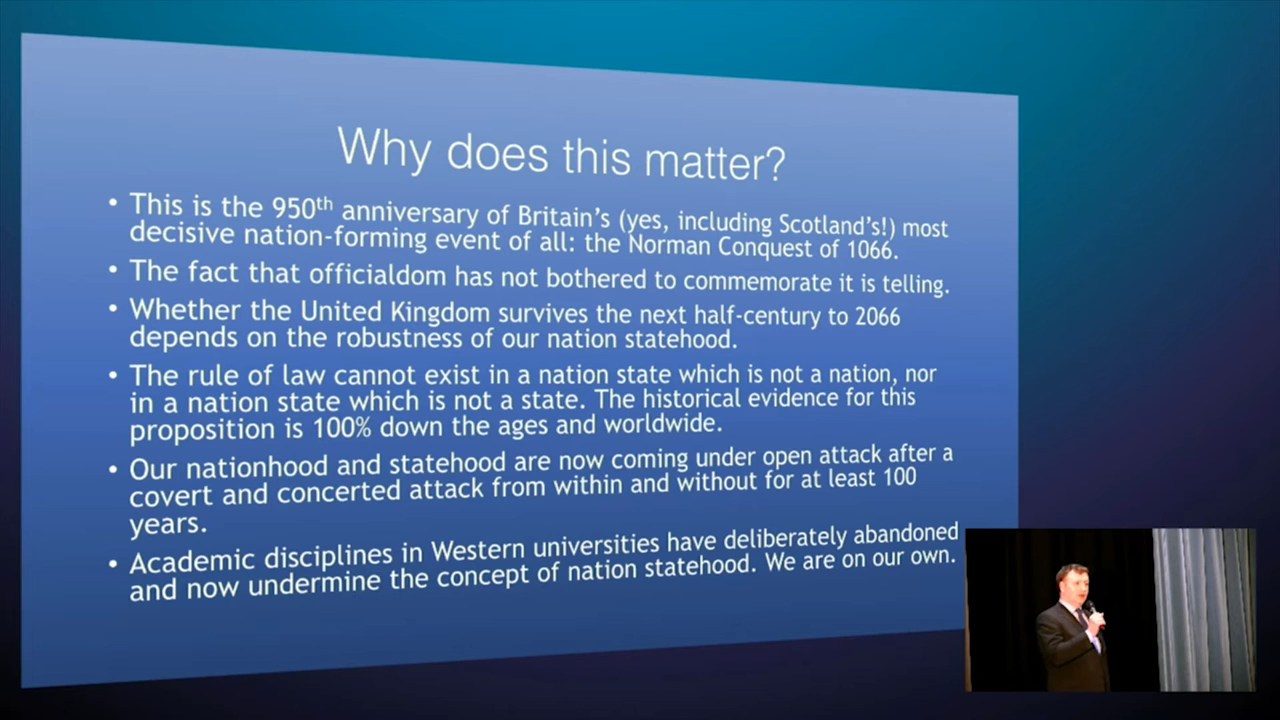 Why does this matter?
• This is the 950th anniversary of Britain's (yes, including Scotland's!) most
decisive nation-forming event of all: the Norman Conquest of 1066.
• The fact that officialdom has not bothered to commemorate it is telling.
• Whether the United Kingdom survives the next half-century to 2066
depends on the robustness of our nation statehood.
• The rule of law cannot exist in a nation state which is not a nation, nor
in a nation state which is not a state. The historical evidence for this
proposition is 100% down the ages and worldwide.
• Our nationhood and statehood are now coming under open attack after a
covert and concerted attack from within and without for at least 100
years.
• Academic disciplines in Western universities have deliberately abandoned
and now undermine the concept of nation statehood. We are on our own.